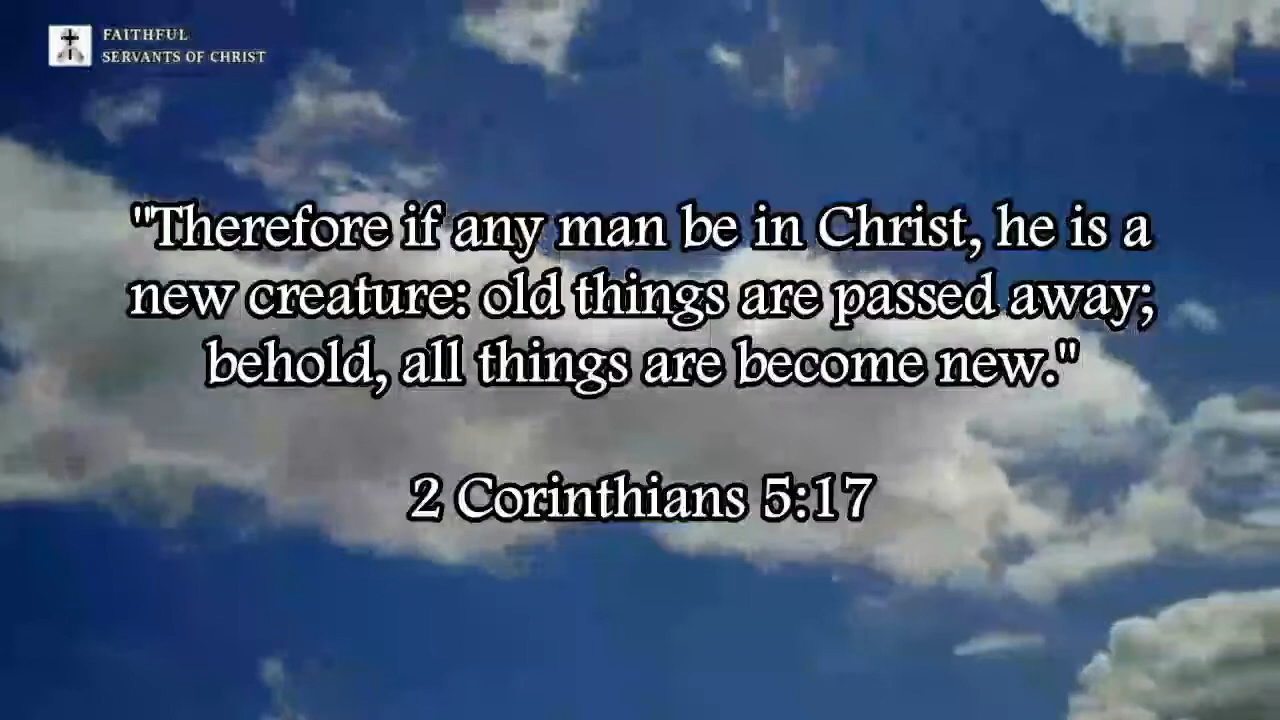 FAITHFUL
SERVANTS OF CHRIST
"Therefore if any man be in Christ, he is a
new creature: old things are passed away;
behold, all things are become new."
2 Corinthians 5:17